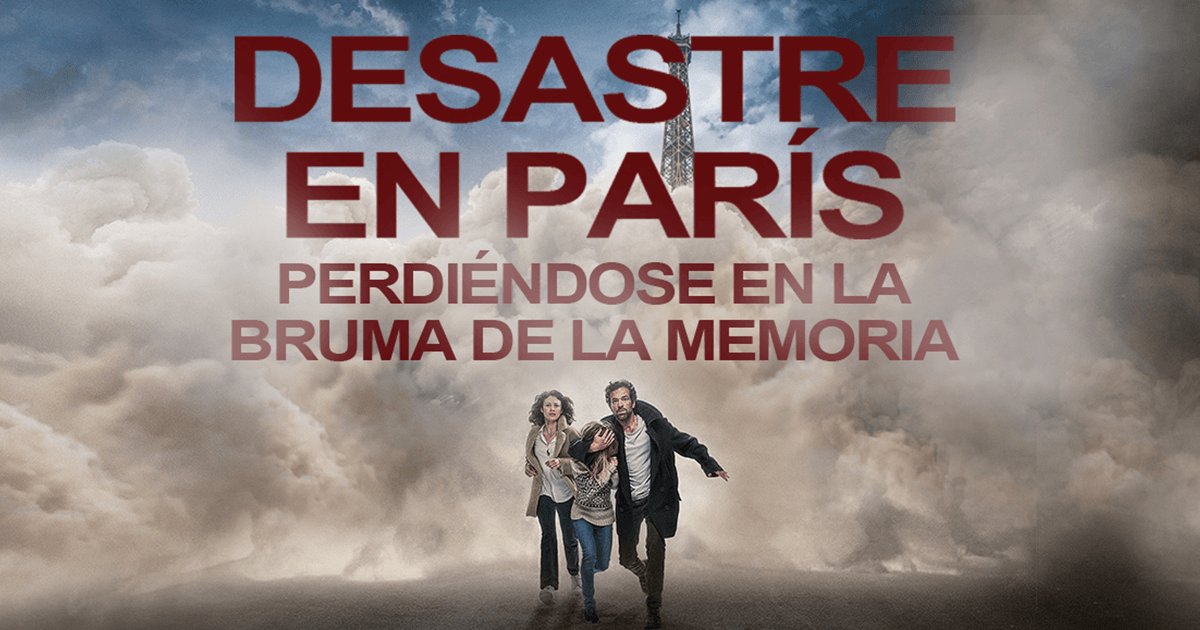 DESASTRE
EN PARÍS
PERDIÉNDOSE EN LA
BRUMA DE LA MEMORIA